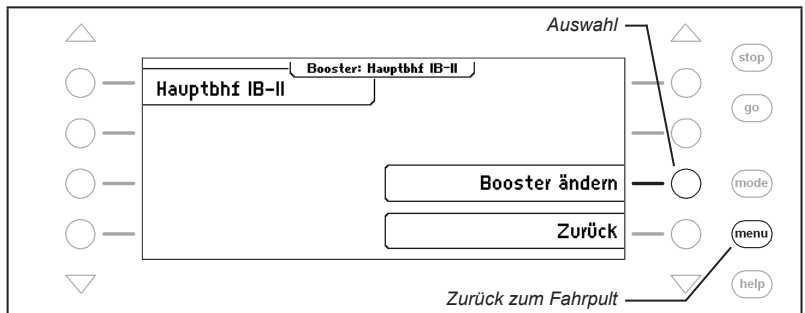 Auswahl
stop
Booster: Hauptbhf IB-II
Hauptbhf IB-II
go
Booster ändern
mode
Zurück
menu
help
Zurück zum Fahrpult